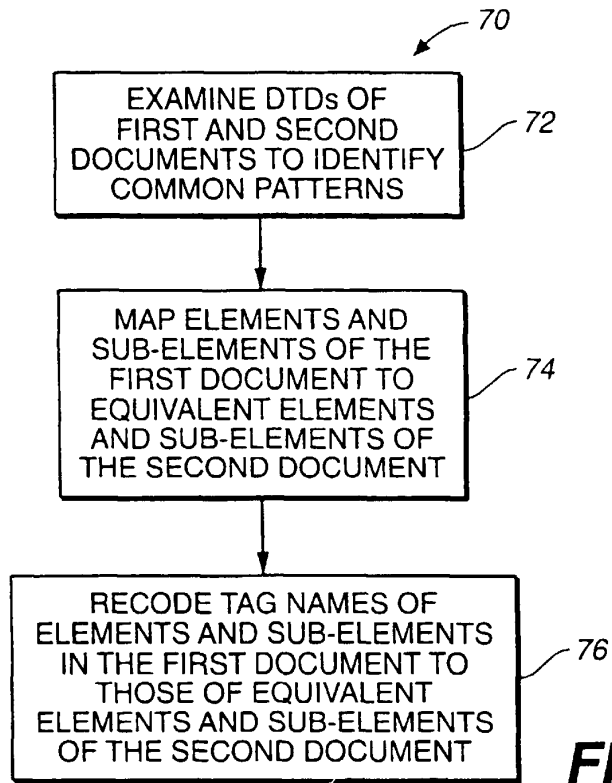 70
EXAMINE DTDs OF
FIRST AND SECOND
DOCUMENTS TO IDENTIFY
COMMON PATTERNS
72
MAP ELEMENTS AND
SUB-ELEMENTS OF THE
FIRST DOCUMENT TO
EQUIVALENT ELEMENTS
AND SUB-ELEMENTS OF
THE SECOND DOCUMENT
74
RECODE TAG NAMES OF
ELEMENTS AND SUB-ELEMENTS
IN THE FIRST DOCUMENT TO
THOSE OF EQUIVALENT
ELEMENTS AND SUB-ELEMENTS
OF THE SECOND DOCUMENT
76